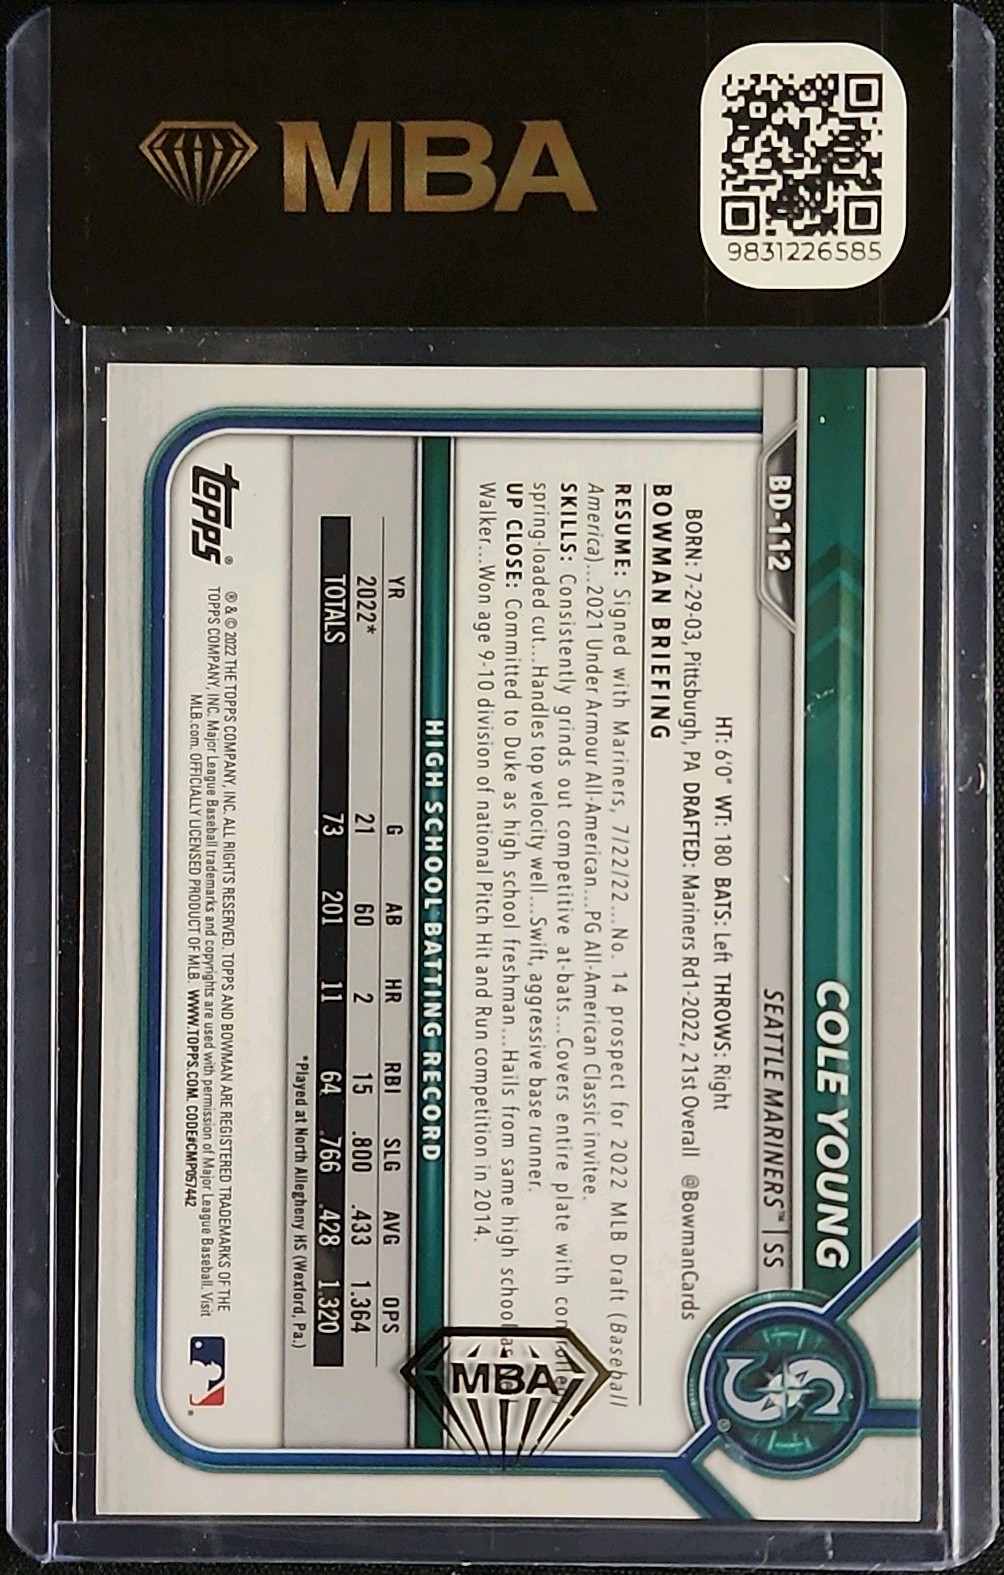 MBA
9831226585
COLE YOUNG
SEATTLE MARINERS™ | SS
BD-112
HT: 6'0" WT: 180 BATS: Left THROWS: Right
BORN: 7-29-03, Pittsburgh, PA DRAFTED: Mariners Rd1-2022, 21st Overall @BowmanCards
BOWMAN BRIEFING
RESUME: Signed with Mariners, 7/22/22...No. 14 prospect for 2022 MLB Draft (Baseball
America)...2021 Under Armour All-American...PG All-American Classic invitee.
SKILLS: Consistently grinds out competitive at-bats...Covers entire plate with
spring-loaded cut...Handles top velocity well...Swift, aggressive base runner.
UP CLOSE: Committed to Duke as high school freshman...Hails from same high school as
Walker...Won age 9-10 division of national Pitch Hit and Run competition in 2014.
MBA
HIGH SCHOOL BATTING RECORD
YR G AB HR RBI SLG AVG OPS
2022* 21 60 2 15 .800 .433 1.364
TOTALS 73 201 11 64 .766 .428 1.320
*Played at North Allegheny HS (Wexford, Pa.)
topps®
® & © 2022 THE TOPPS COMPANY, INC. ALL RIGHTS RESERVED. TOPPS AND BOWMAN ARE REGISTERED TRADEMARKS OF THE
TOPPS COMPANY, INC. Major League Baseball trademarks and copyrights are used with permission of Major League Baseball. Visit
MLB.com. OFFICIALLY LICENSED PRODUCT OF MLB. WWW.TOPPS.COM. CODE#CMP057442